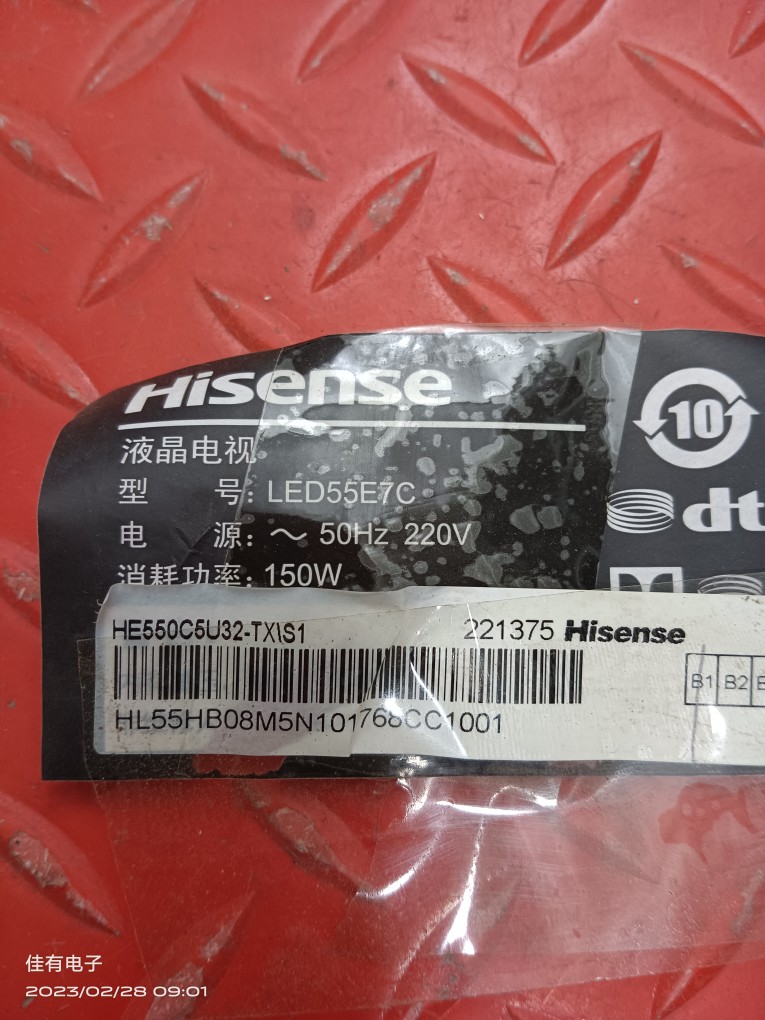 Hisense
液晶电视
型 号: LED55E7C
电 源: ～ 50Hz 220V
消耗功率: 150W
10
dt
HE550C5U32-TX\S1 221375 Hisense
B1 B2
HL55HB08M5N101768CC1001
佳有电子
2023/02/28 09:01